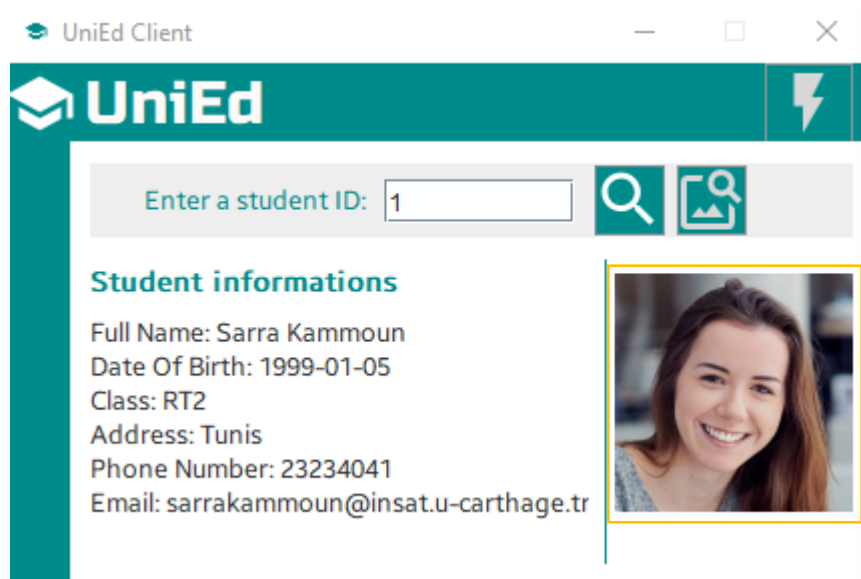 UniEd Client
UniEd
Enter a student ID: 1
Student informations
Full Name: Sarra Kammoun
Date Of Birth: 1999-01-05
Class: RT2
Address: Tunis
Phone Number: 23234041
Email: sarrakammoun@insat.u-carthage.tr